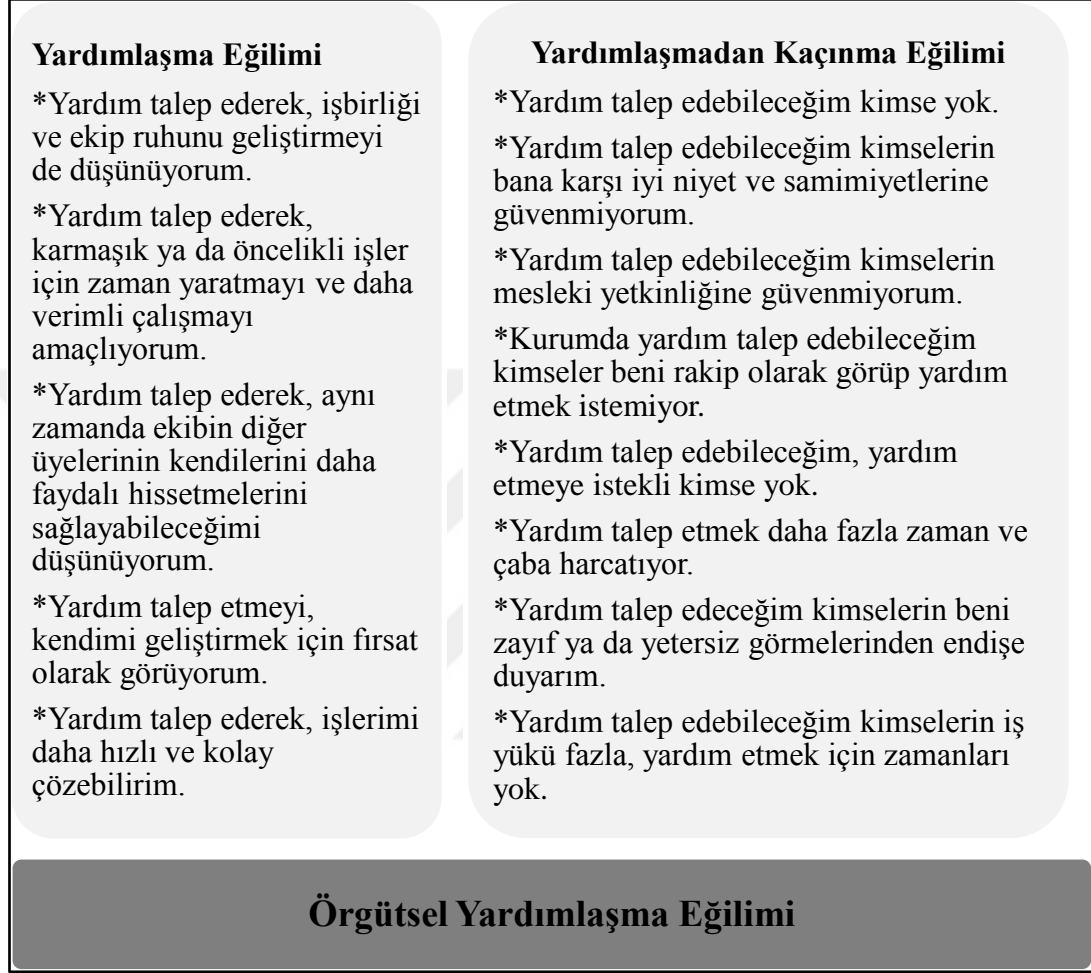 Yardımlaşma Eğilimi
*Yardım talep ederek, işbirliği
ve ekip ruhunu geliştirmeyi
de düşünüyorum.
*Yardım talep ederek,
karmaşık ya da öncelikli işler
için zaman yaratmayı ve daha
verimli çalışmayı
amaçlıyorum.
*Yardım talep ederek, aynı
zamanda ekibin diğer
üyelerinin kendilerini daha
faydalı hissetmelerini
sağlayabileceğimi
düşünüyorum.
*Yardım talep etmeyi,
kendimi geliştirmek için fırsat
olarak görüyorum.
*Yardım talep ederek, işlerimi
daha hızlı ve kolay
çözebilirim.
Yardımlaşmadan Kaçınma Eğilimi
*Yardım talep edebileceğim kimse yok.
*Yardım talep edebileceğim kimselerin
bana karşı iyi niyet ve samimiyetlerine
güvenmiyorum.
*Yardım talep edebileceğim kimselerin
mesleki yetkinliğine güvenmiyorum.
*Kurumda yardım talep edebileceğim
kimseler beni rakip olarak görüp yardım
etmek istemiyor.
*Yardım talep edebileceğim, yardım
etmeye istekli kimse yok.
*Yardım talep etmek daha fazla zaman ve
çaba harcatıyor.
*Yardım talep edeceğim kimselerin beni
zayıf ya da yetersiz görmelerinden endişe
duyarım.
*Yardım talep edebileceğim kimselerin iş
yükü fazla, yardım etmek için zamanları
yok.
Örgütsel Yardımlaşma Eğilimi